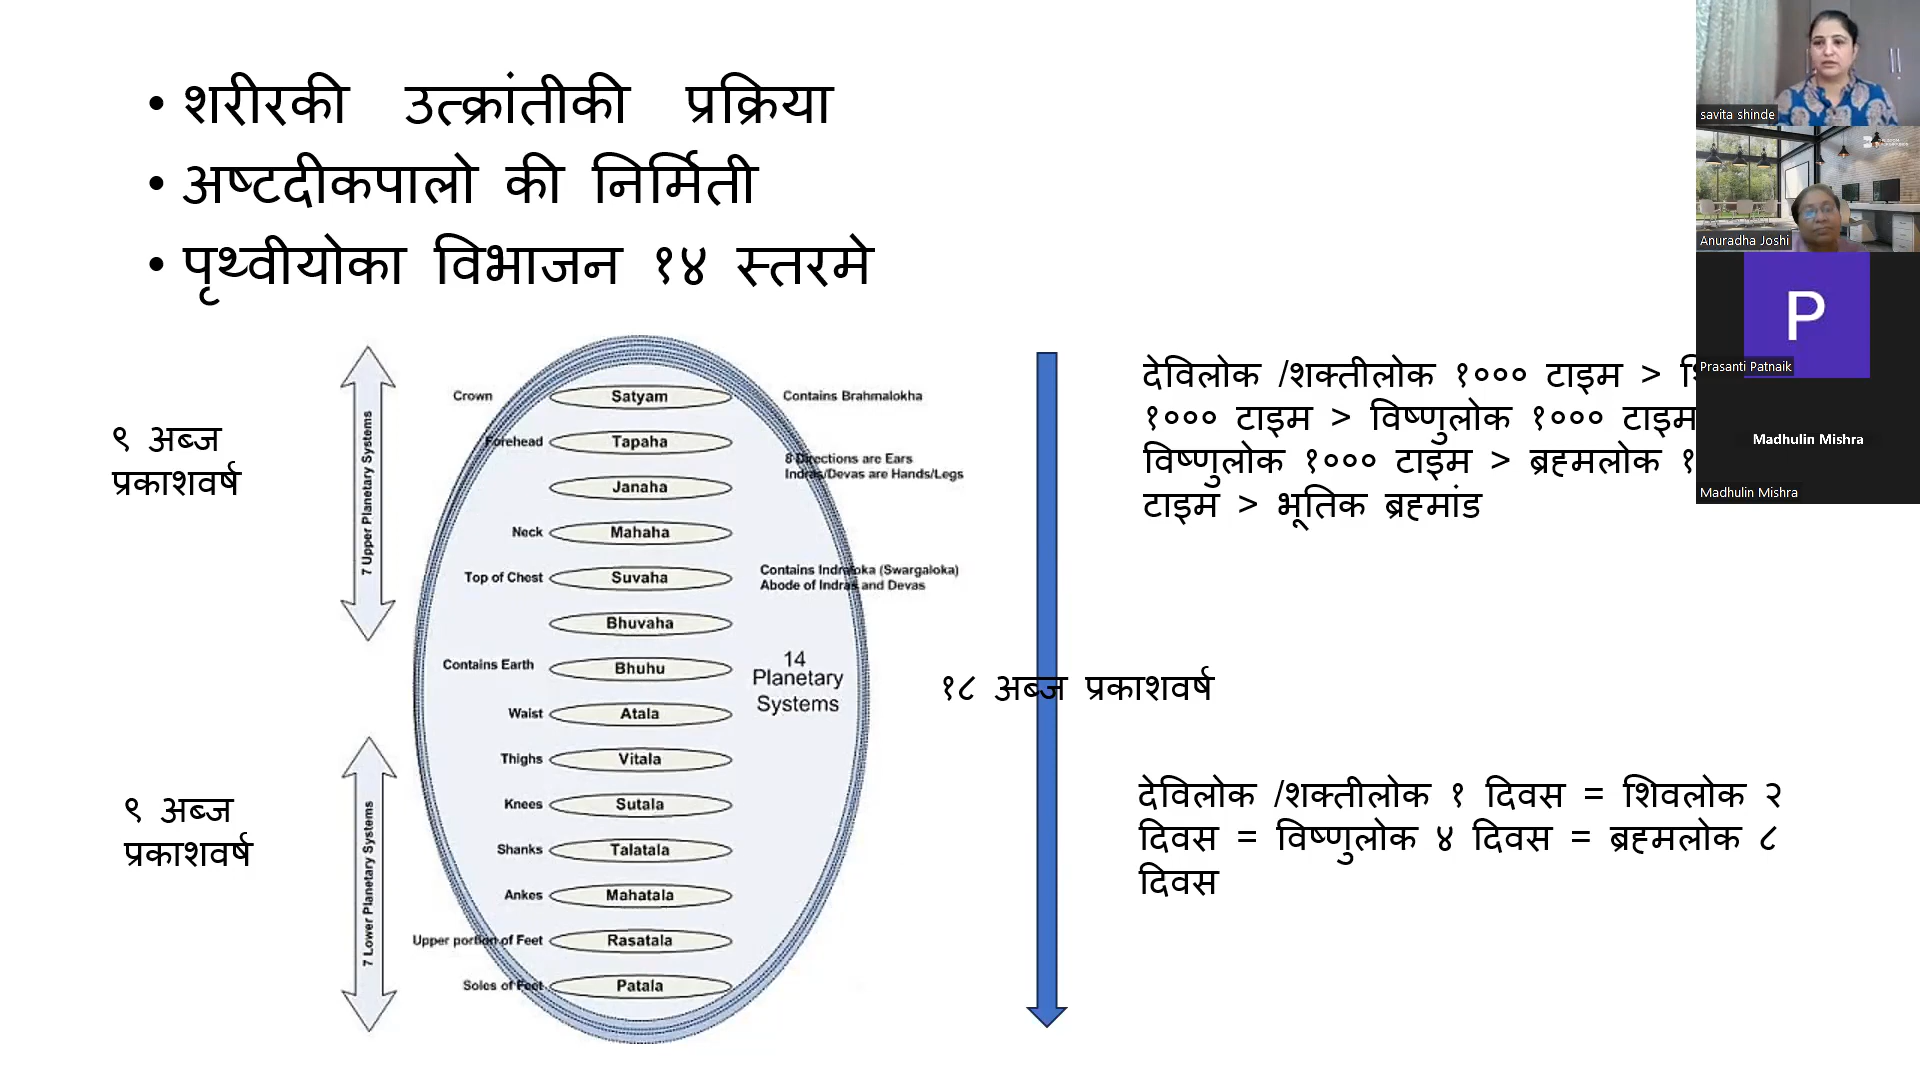 • शरीरकी उत्क्रांतीकी प्रक्रिया
• अष्टदीकपालो की निर्मिती
• पृथ्वीयोका विभाजन १४ स्तरमे
९ अब्ज
प्रकाशवर्ष
7 Upper Planetary Systems
Crown
Satyam
Contains Brahmalokha
Forehead
Tapaha
8 Directions are Ears
Indras/Devas are Hands/Legs
Janaha
Neck
Mahaha
Top of Chest
Suvaha
Contains Indraloka (Swargaloka)
Abode of Indras and Devas
Bhuvaha
Contains Earth
Bhuhu
14
Planetary
Systems
Waist
Atala
Thighs
Vitala
Knees
Sutala
Shanks
Talatala
Ankes
Mahatala
Upper portion of Feet
Rasatala
Soles of Feet
Patala
९ अब्ज
प्रकाशवर्ष
7 Lower Planetary Systems
१८ अब्ज प्रकाशवर्ष
देविलोक /शक्तीलोक १००० टाइम >
१००० टाइम > विष्णुलोक १००० टाइम
विष्णुलोक १००० टाइम > ब्रह्मलोक १
टाइम > भूतिक ब्रह्मांड
देविलोक /शक्तीलोक १ दिवस = शिवलोक २
दिवस = विष्णुलोक ४ दिवस = ब्रह्मलोक ८
दिवस
savita shinde
Anuradha Joshi
P
Prasanti Patnaik
Madhulin Mishra
Madhulin Mishra